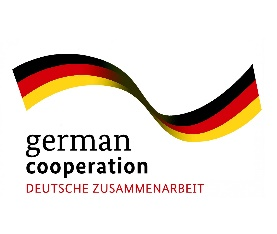 german
cooperation
DEUTSCHE ZUSAMMENARBEIT